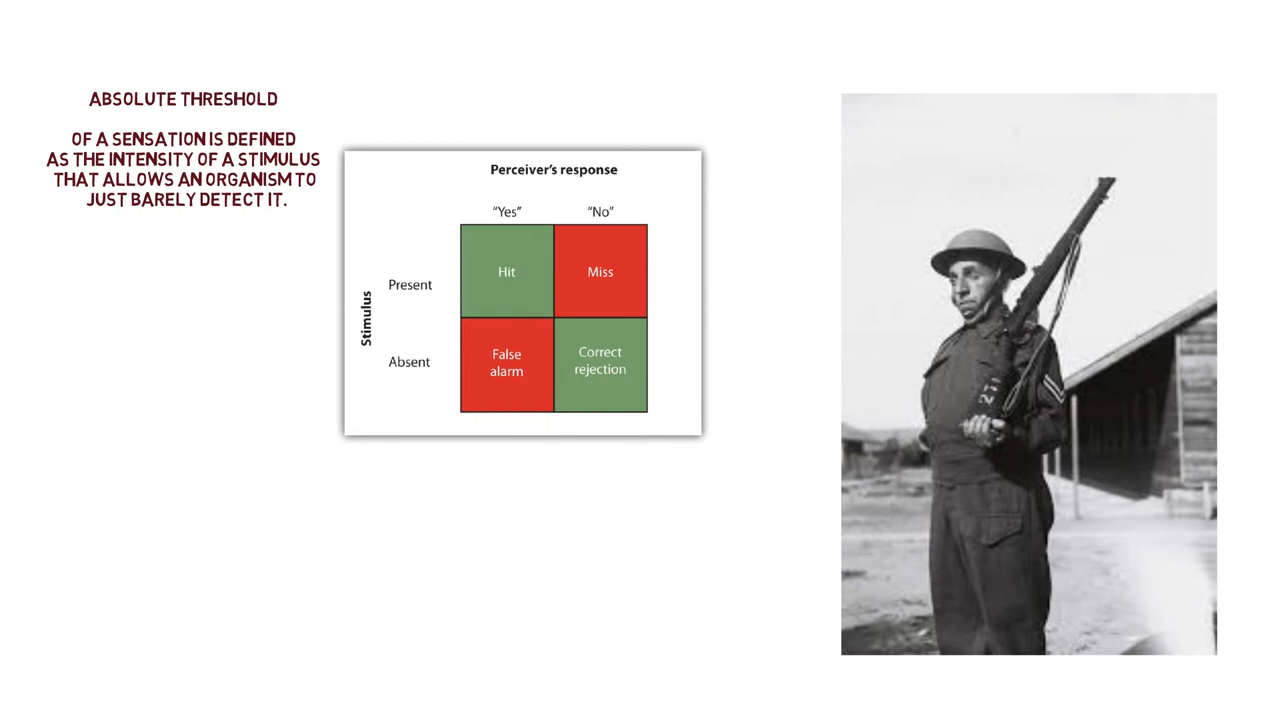 ABSOLUTE THRESHOLD
OF A SENSATION IS DEFINED
AS THE INTENSITY OF A STIMULUS
THAT ALLOWS AN ORGANISM TO
JUST BARELY DETECT IT.
Perceiver's response
"Yes" "No"
Stimulus
Present
Hit
Miss
Absent
False
alarm
Correct
rejection
271